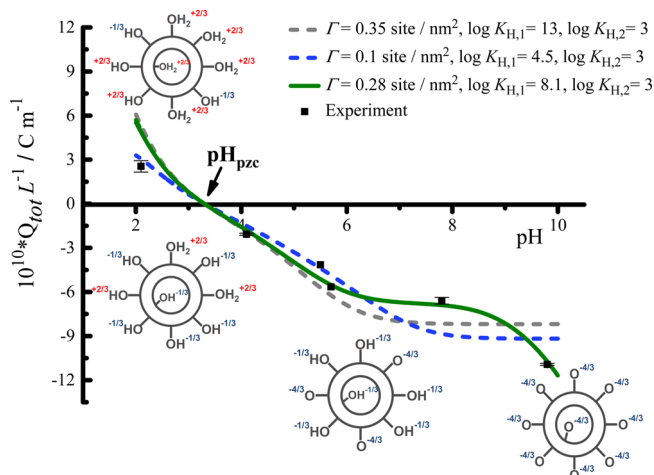 Γ = 0.35 site / nm², log K_H,1 = 13, log K_H,2 = 3
Γ = 0.1 site / nm², log K_H,1 = 4.5, log K_H,2 = 3
Γ = 0.28 site / nm², log K_H,1 = 8.1, log K_H,2 = 3
Experiment
10¹⁰*Q_tot L⁻¹ / C m⁻¹
12
9
6
3
0
-3
-6
-9
-12
2
4
6
8
10
pH
pH_pzc
OH₂ +2/3
-1/3 HO
OH₂ +2/3
+2/3 HO
OH₂ +2/3
OH₂ +2/3
+2/3 HO
OH -1/3
OH₂ +2/3
OH₂ +2/3
-1/3 HO
OH -1/3
+2/3 HO
OH -1/3
OH₂ +2/3
-1/3 HO
OH -1/3
OH -1/3
OH -1/3
-1/3 HO
O -4/3
-4/3 O
OH -1/3
OH -1/3
-1/3 HO
OH -1/3
O -4/3
-4/3 O
O -4/3
O -4/3
-4/3 O
O -4/3
O -4/3
-4/3 O
O -4/3
O -4/3